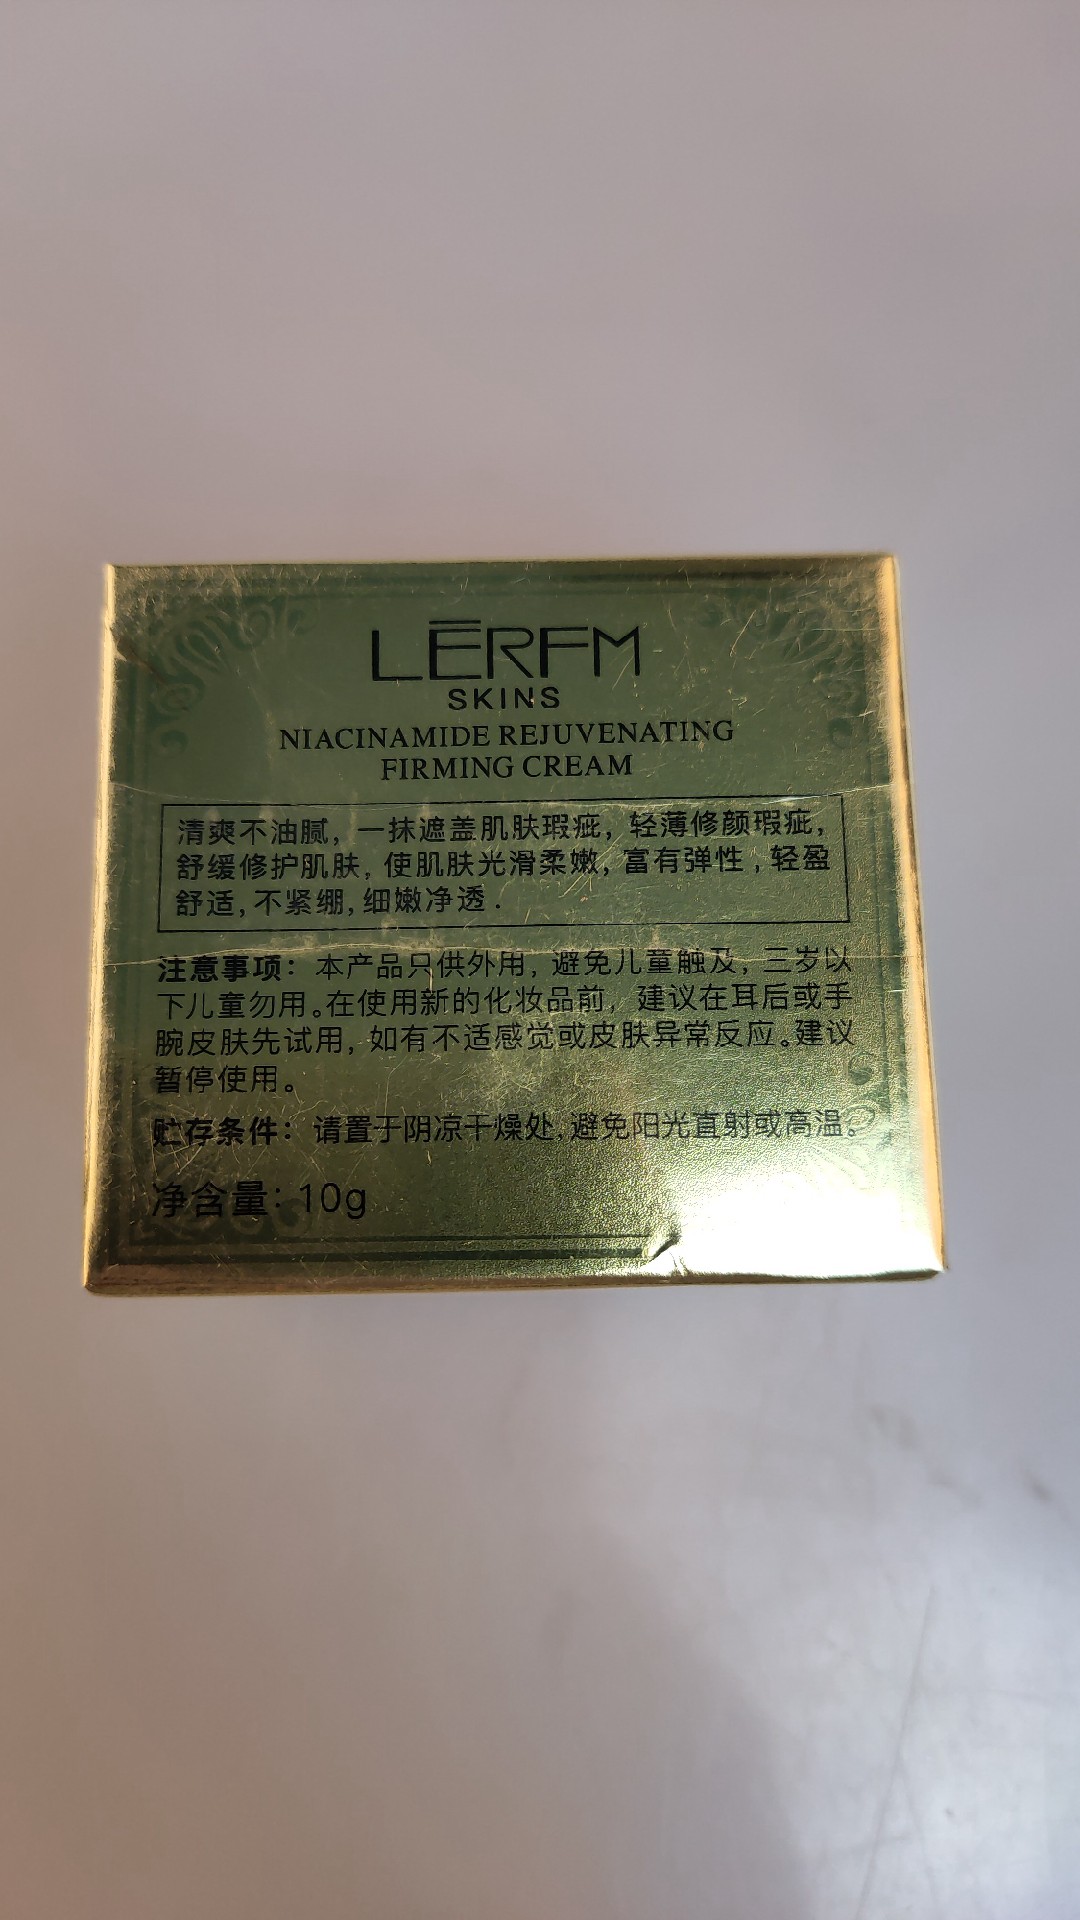 LĒRFM
SKINS
NIACINAMIDE REJUVENATING
FIRMING CREAM
清爽不油腻，一抹遮盖肌肤瑕疵，轻薄修颜瑕疵，
舒缓修护肌肤，使肌肤光滑柔嫩，富有弹性，轻盈
舒适，不紧绷，细嫩净透.
注意事项：本产品只供外用，避免儿童触及，三岁以
下儿童勿用。在使用新的化妆品前，建议在耳后或手
腕皮肤先试用，如有不适感觉或皮肤异常反应。建议
暂停使用。
贮存条件：请置于阴凉干燥处，避免阳光直射或高温。
净含量：10g